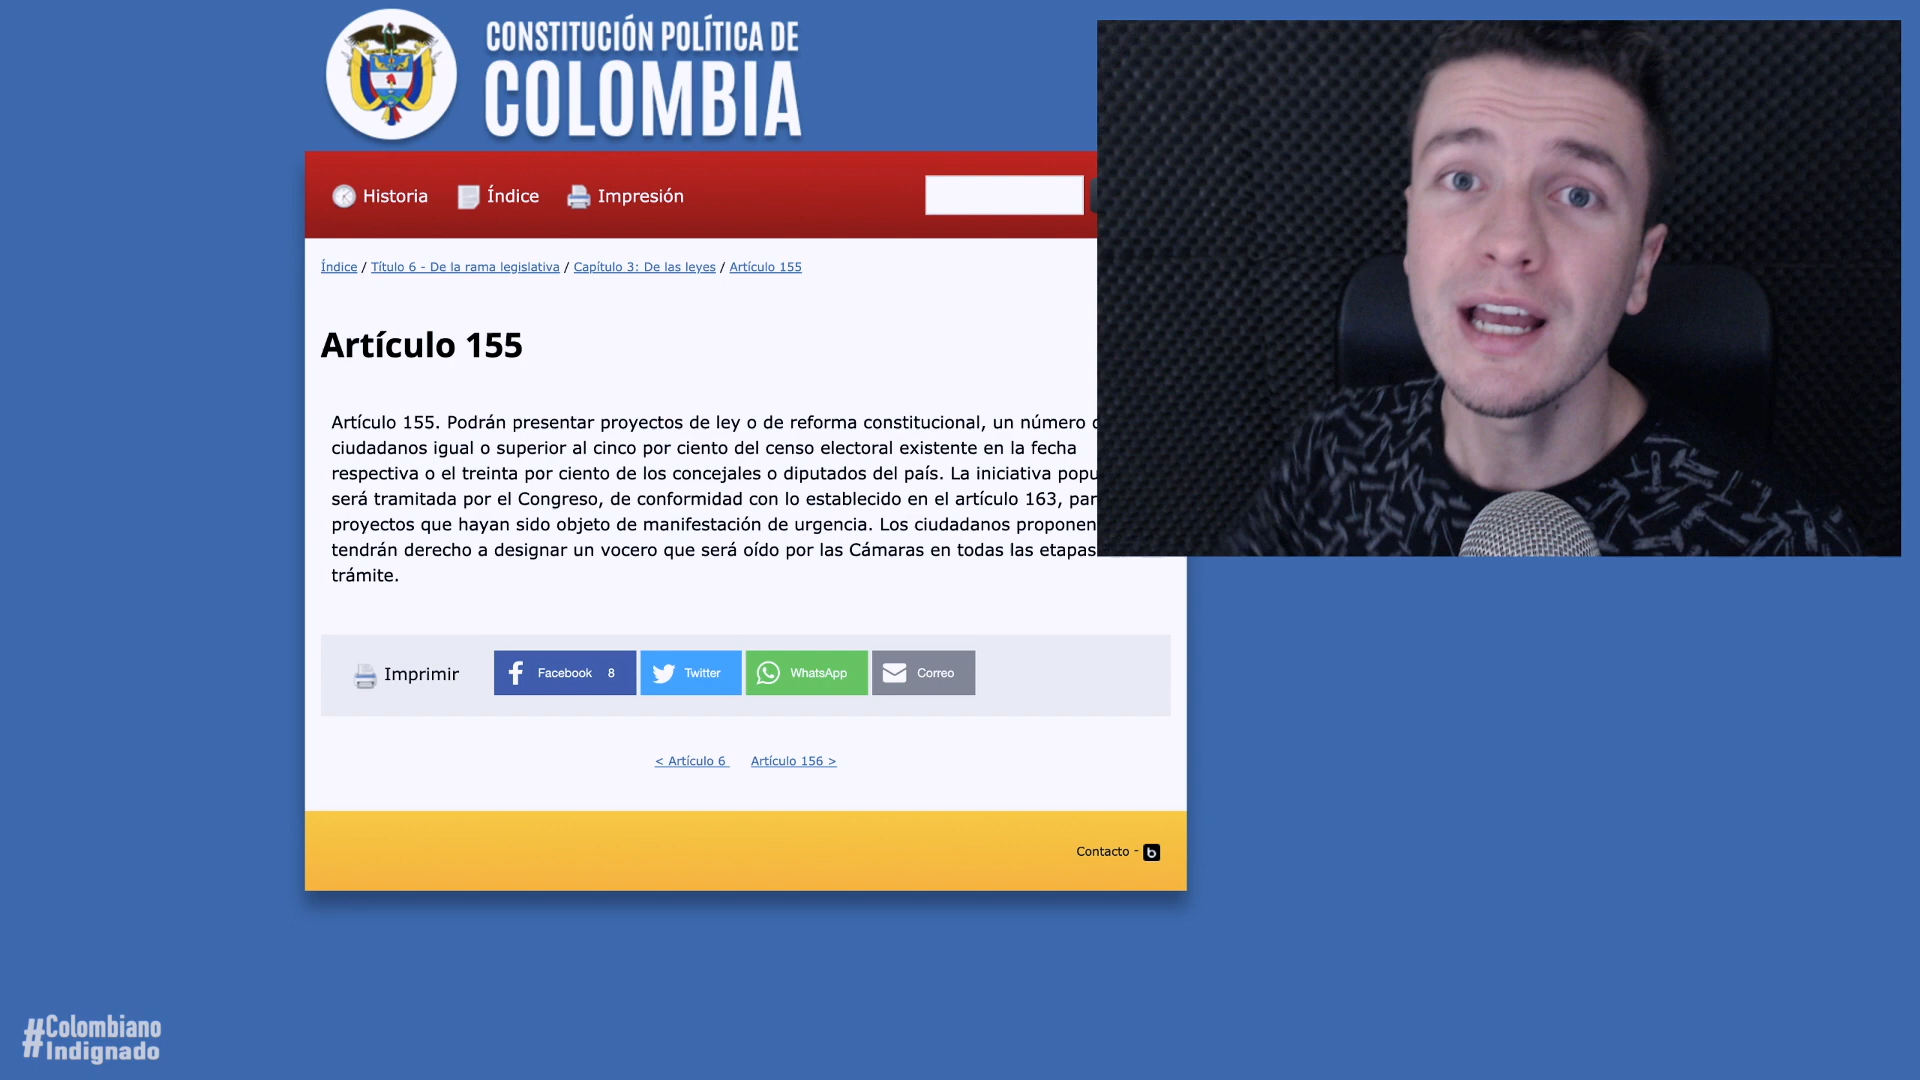 CONSTITUCIÓN POLÍTICA DE
COLOMBIA
Historia
Índice
Impresión
Índice / Título 6 - De la rama legislativa / Capítulo 3: De las leyes / Artículo 155
Artículo 155
Artículo 155. Podrán presentar proyectos de ley o de reforma constitucional, un número
ciudadanos igual o superior al cinco por ciento del censo electoral existente en la fecha
respectiva o el treinta por ciento de los concejales o diputados del país. La iniciativa
será tramitada por el Congreso, de conformidad con lo establecido en el artículo 163,
proyectos que hayan sido objeto de manifestación de urgencia. Los ciudadanos
tendrán derecho a designar un vocero que será oído por las Cámaras en todas las etapas
trámite.
Imprimir
Facebook 8
Twitter
WhatsApp
Correo
< Artículo 6
Artículo 156 >
Contacto - b
#Colombiano
Indignado